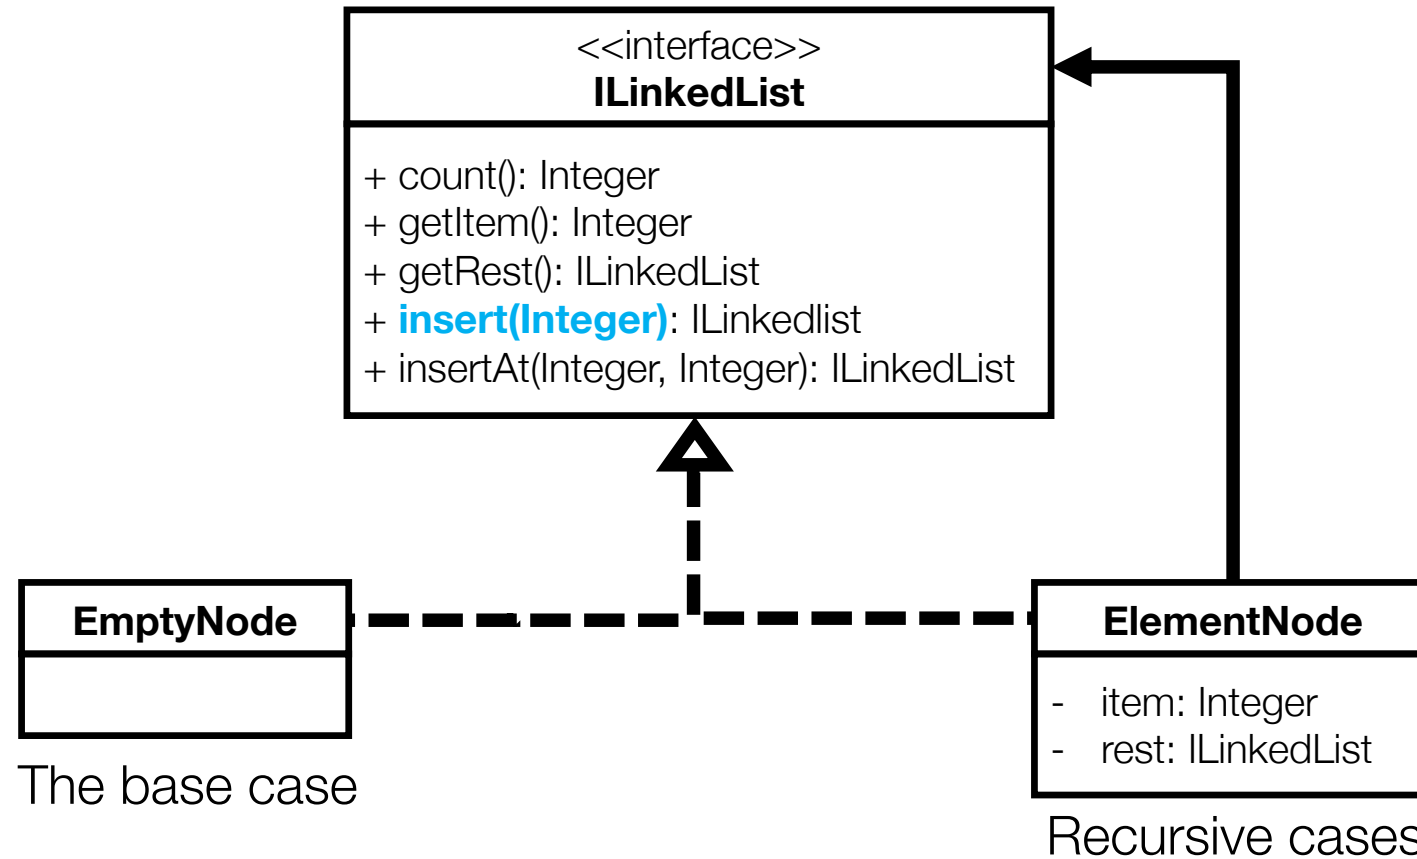 <<interface>>
ILinkedList
+ count(): Integer
+ getItem(): Integer
+ getRest(): ILinkedList
+ insert(Integer): ILinkedlist
+ insertAt(Integer, Integer): ILinkedList
EmptyNode
The base case
ElementNode
- item: Integer
- rest: ILinkedList
Recursive cases